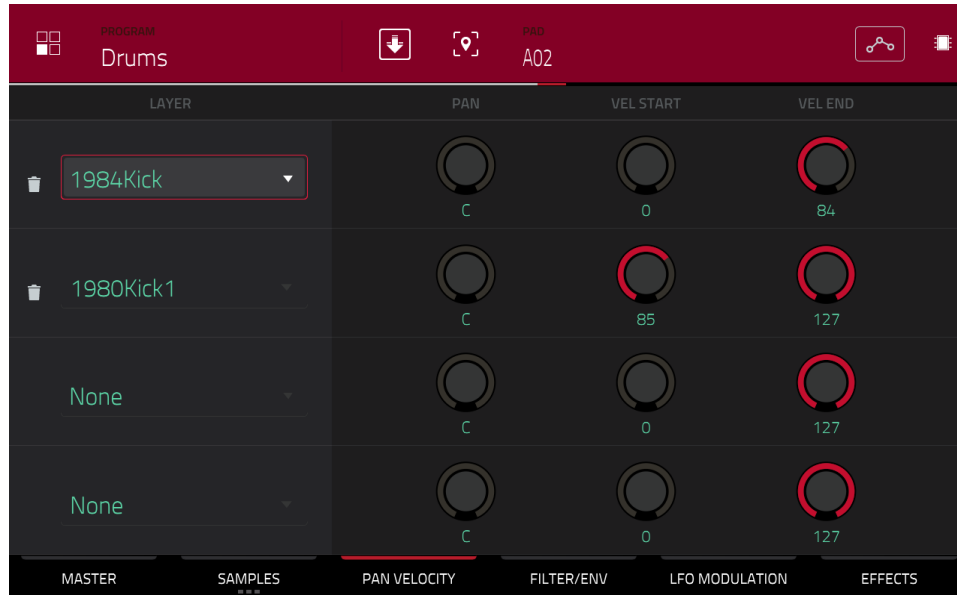 PROGRAM
Drums
PAD
A02
LAYER PAN VEL START VEL END
1984Kick
C 0 84
1980Kick1
C 85 127
None
C 0 127
None
C 0 127
MASTER SAMPLES PAN VELOCITY FILTER/ENV LFO MODULATION EFFECTS